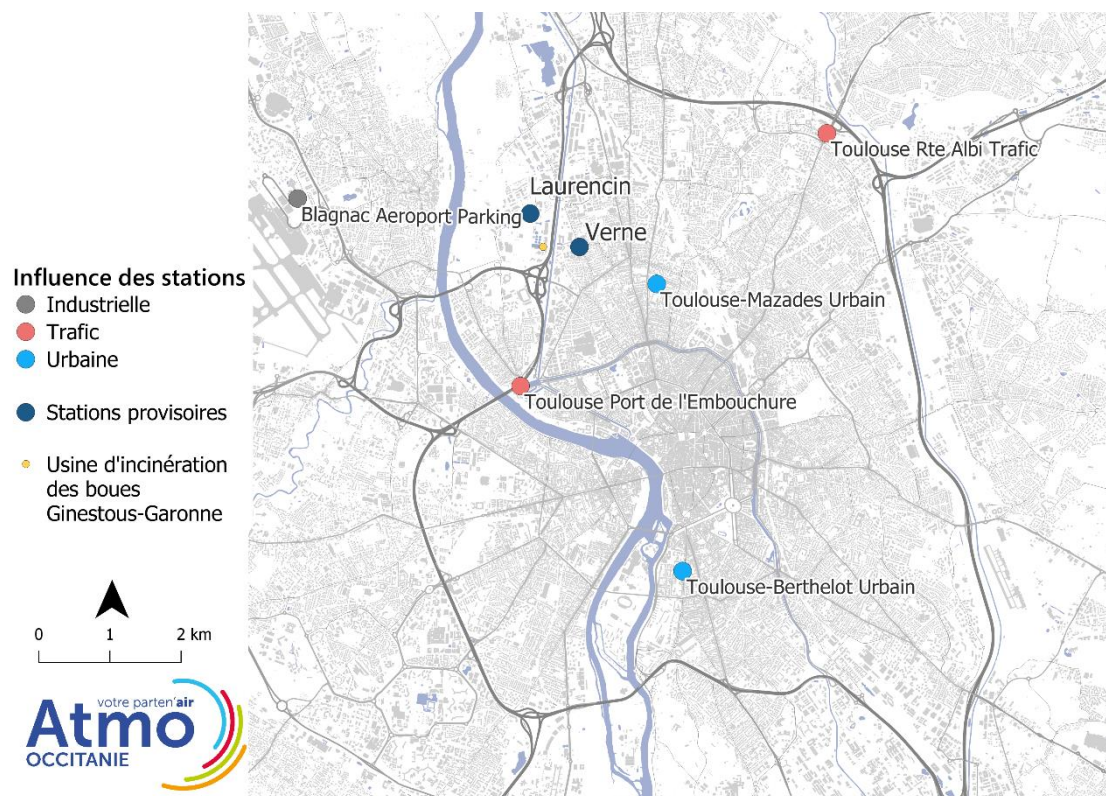 Influence des stations
Industrielle
Trafic
Urbaine
Stations provisoires
Usine d'incinération
des boues
Ginestous-Garonne
0 1 2 km
votre parten'air
Atmo
OCCITANIE
Toulouse Rte Albi Trafic
Laurencin
Blagnac Aeroport Parking
Verne
Toulouse-Mazades Urbain
Toulouse Port de l'Embouchure
Toulouse-Berthelot Urbain